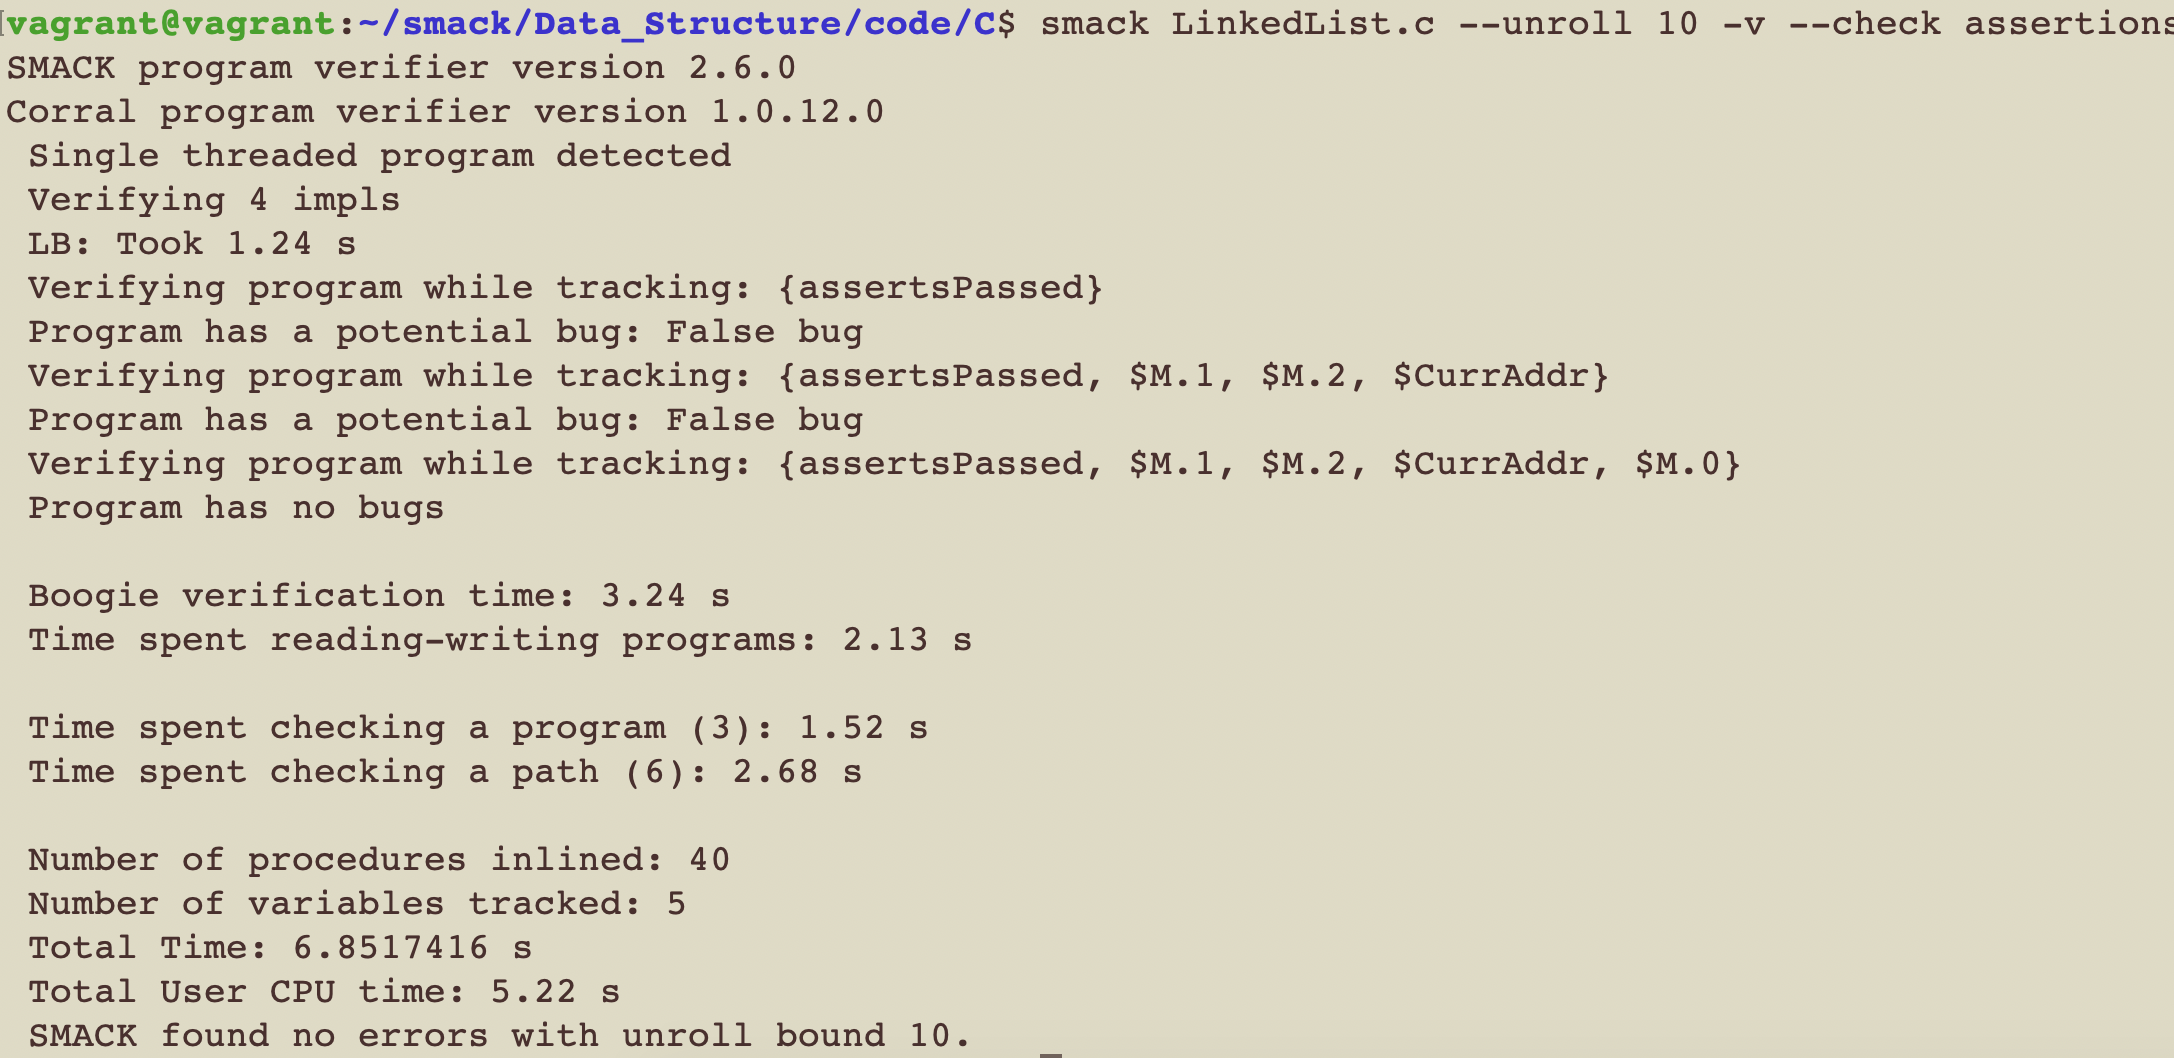 vagrant@vagrant:~/smack/Data_Structure/code/C$ smack LinkedList.c --unroll 10 -v --check assertions
SMACK program verifier version 2.6.0
Corral program verifier version 1.0.12.0
Single threaded program detected
Verifying 4 impls
LB: Took 1.24 s
Verifying program while tracking: {assertsPassed}
Program has a potential bug: False bug
Verifying program while tracking: {assertsPassed, $M.1, $M.2, $CurrAddr}
Program has a potential bug: False bug
Verifying program while tracking: {assertsPassed, $M.1, $M.2, $CurrAddr, $M.0}
Program has no bugs
Boogie verification time: 3.24 s
Time spent reading-writing programs: 2.13 s
Time spent checking a program (3): 1.52 s
Time spent checking a path (6): 2.68 s
Number of procedures inlined: 40
Number of variables tracked: 5
Total Time: 6.8517416 s
Total User CPU time: 5.22 s
SMACK found no errors with unroll bound 10.